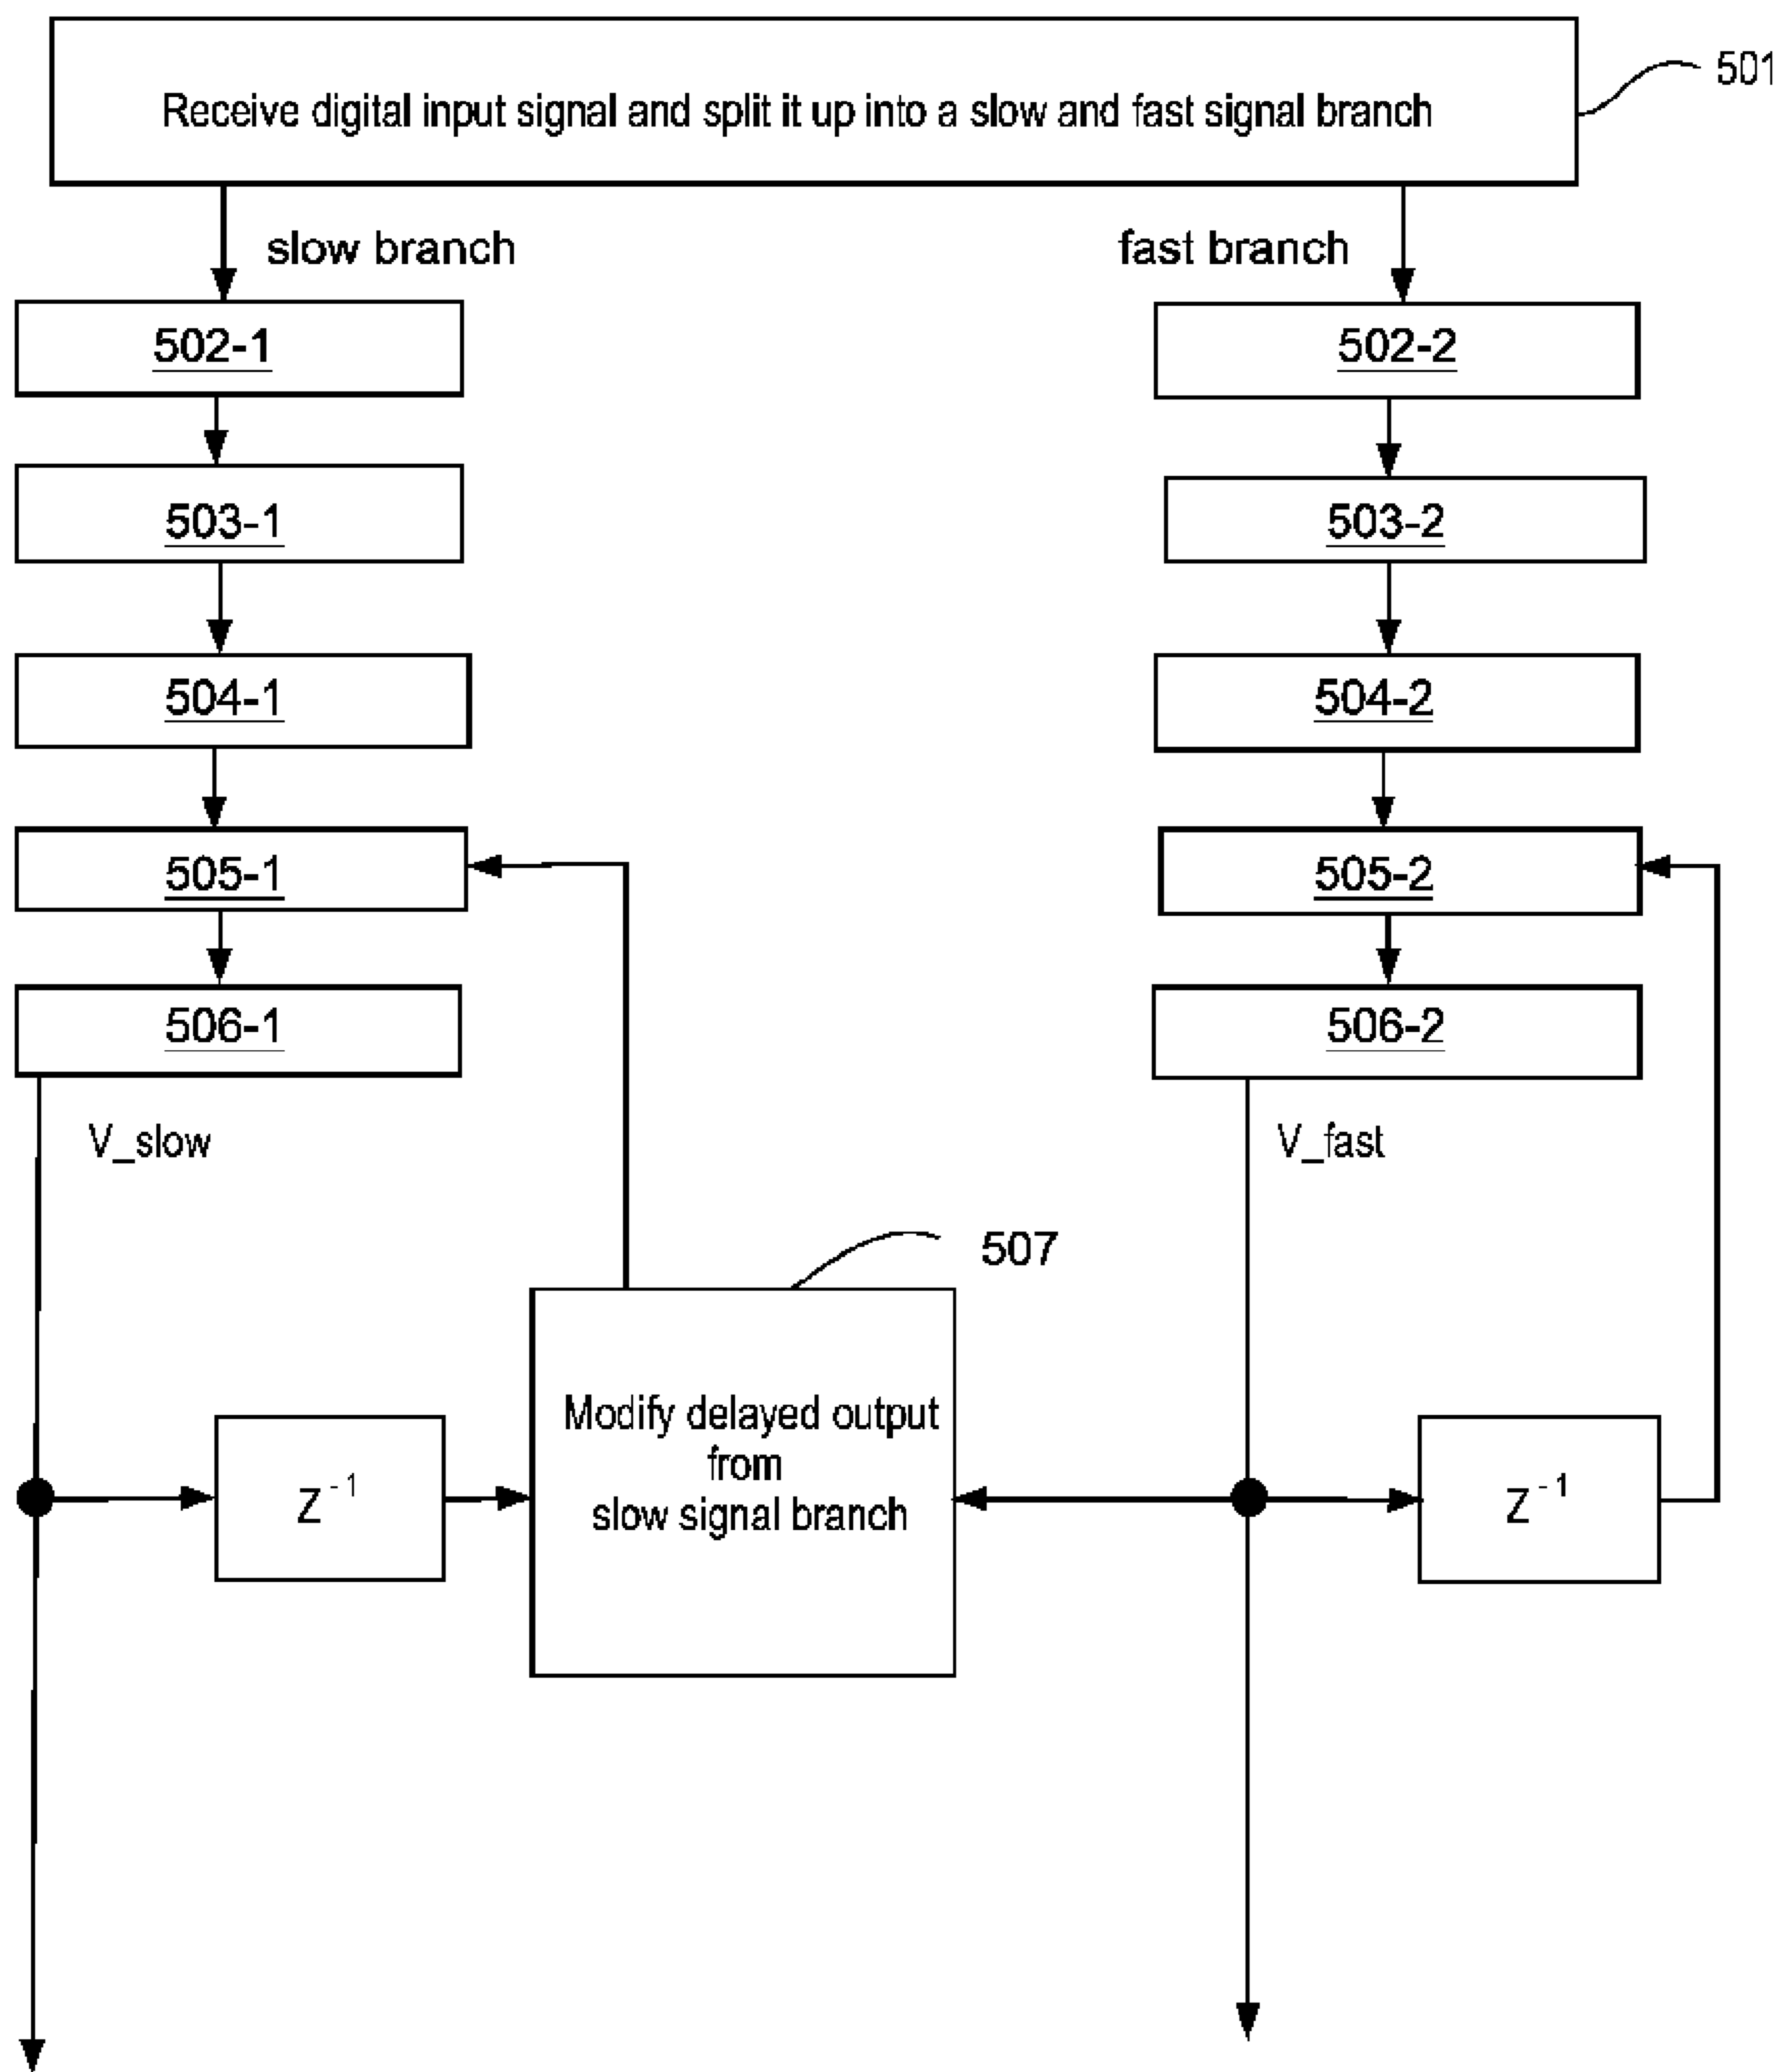 Receive digital input signal and split it up into a slow and fast signal branch
501
slow branch
fast branch
502-1
502-2
503-1
503-2
504-1
504-2
505-1
505-2
506-1
506-2
V_slow
V_fast
507
Modify delayed output
from
slow signal branch
Z⁻¹
Z⁻¹